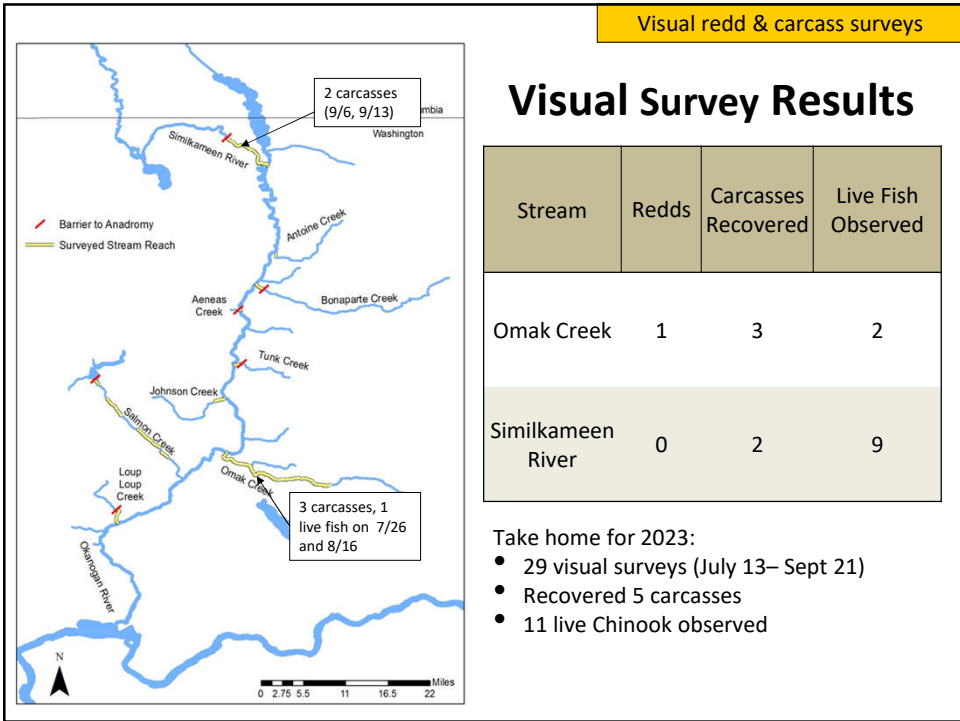 Visual redd & carcass surveys
Visual Survey Results
2 carcasses
(9/6, 9/13)
mbia
Washington
Similkameen River
Barrier to Anadromy
Surveyed Stream Reach
Antoine Creek
Aeneas
Creek
Bonaparte Creek
Tunk Creek
Johnson Creek
Salmon Creek
Loup
Loup
Creek
Omak Creek
3 carcasses, 1
live fish on 7/26
and 8/16
Okanogan River
N
Miles
0 2.75 5.5 11 16.5 22
Stream Redds Carcasses Recovered Live Fish Observed
Omak Creek 1 3 2
Similkameen River 0 2 9
Take home for 2023:
• 29 visual surveys (July 13– Sept 21)
• Recovered 5 carcasses
• 11 live Chinook observed